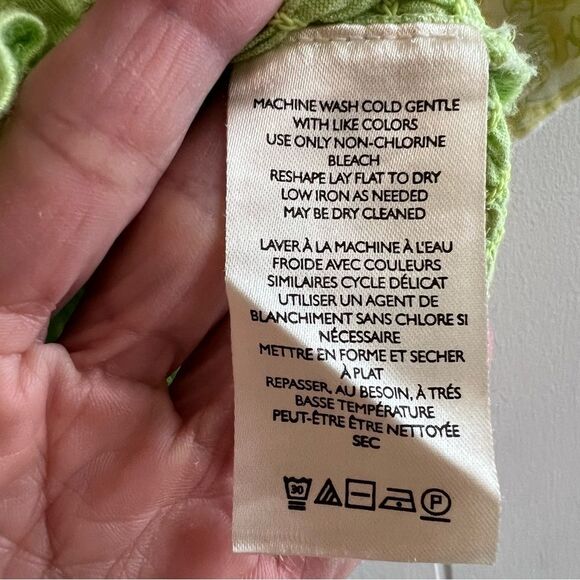 MACHINE WASH COLD GENTLE
WITH LIKE COLORS
USE ONLY NON-CHLORINE
BLEACH
RESHAPE LAY FLAT TO DRY
LOW IRON AS NEEDED
MAY BE DRY CLEANED
LAVER À LA MACHINE À L'EAU
FROIDE AVEC COULEURS
SIMILAIRES CYCLE DÉLICAT
UTILISER UN AGENT DE
BLANCHIMENT SANS CHLORE SI
NÉCESSAIRE
METTRE EN FORME ET SECHER
À PLAT
REPASSER, AU BESOIN, À TRÉS
BASSE TEMPÉRATURE
PEUT-ÊTRE ÊTRE NETTOYÉE
SEC
30 P